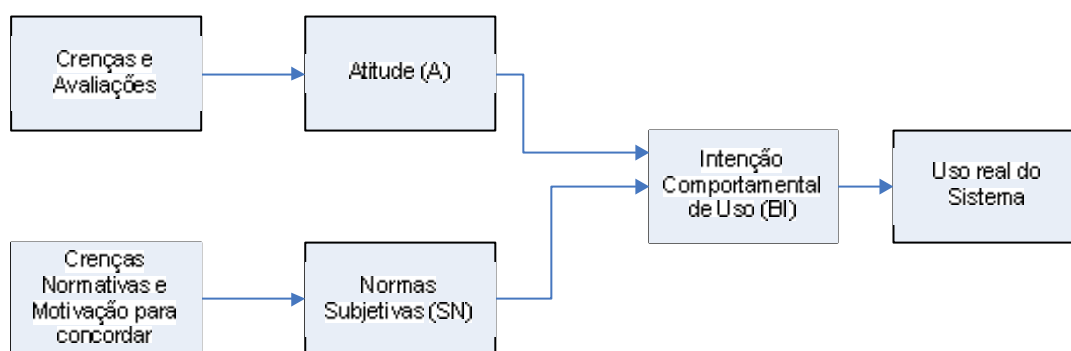 Crenças e
Avaliações
Atitude (A)
Intenção
Comportamental
de Uso (BI)
Uso real do
Sistema
Crenças
Normativas e
Motivação para
concordar
Normas
Subjetivas (SN)